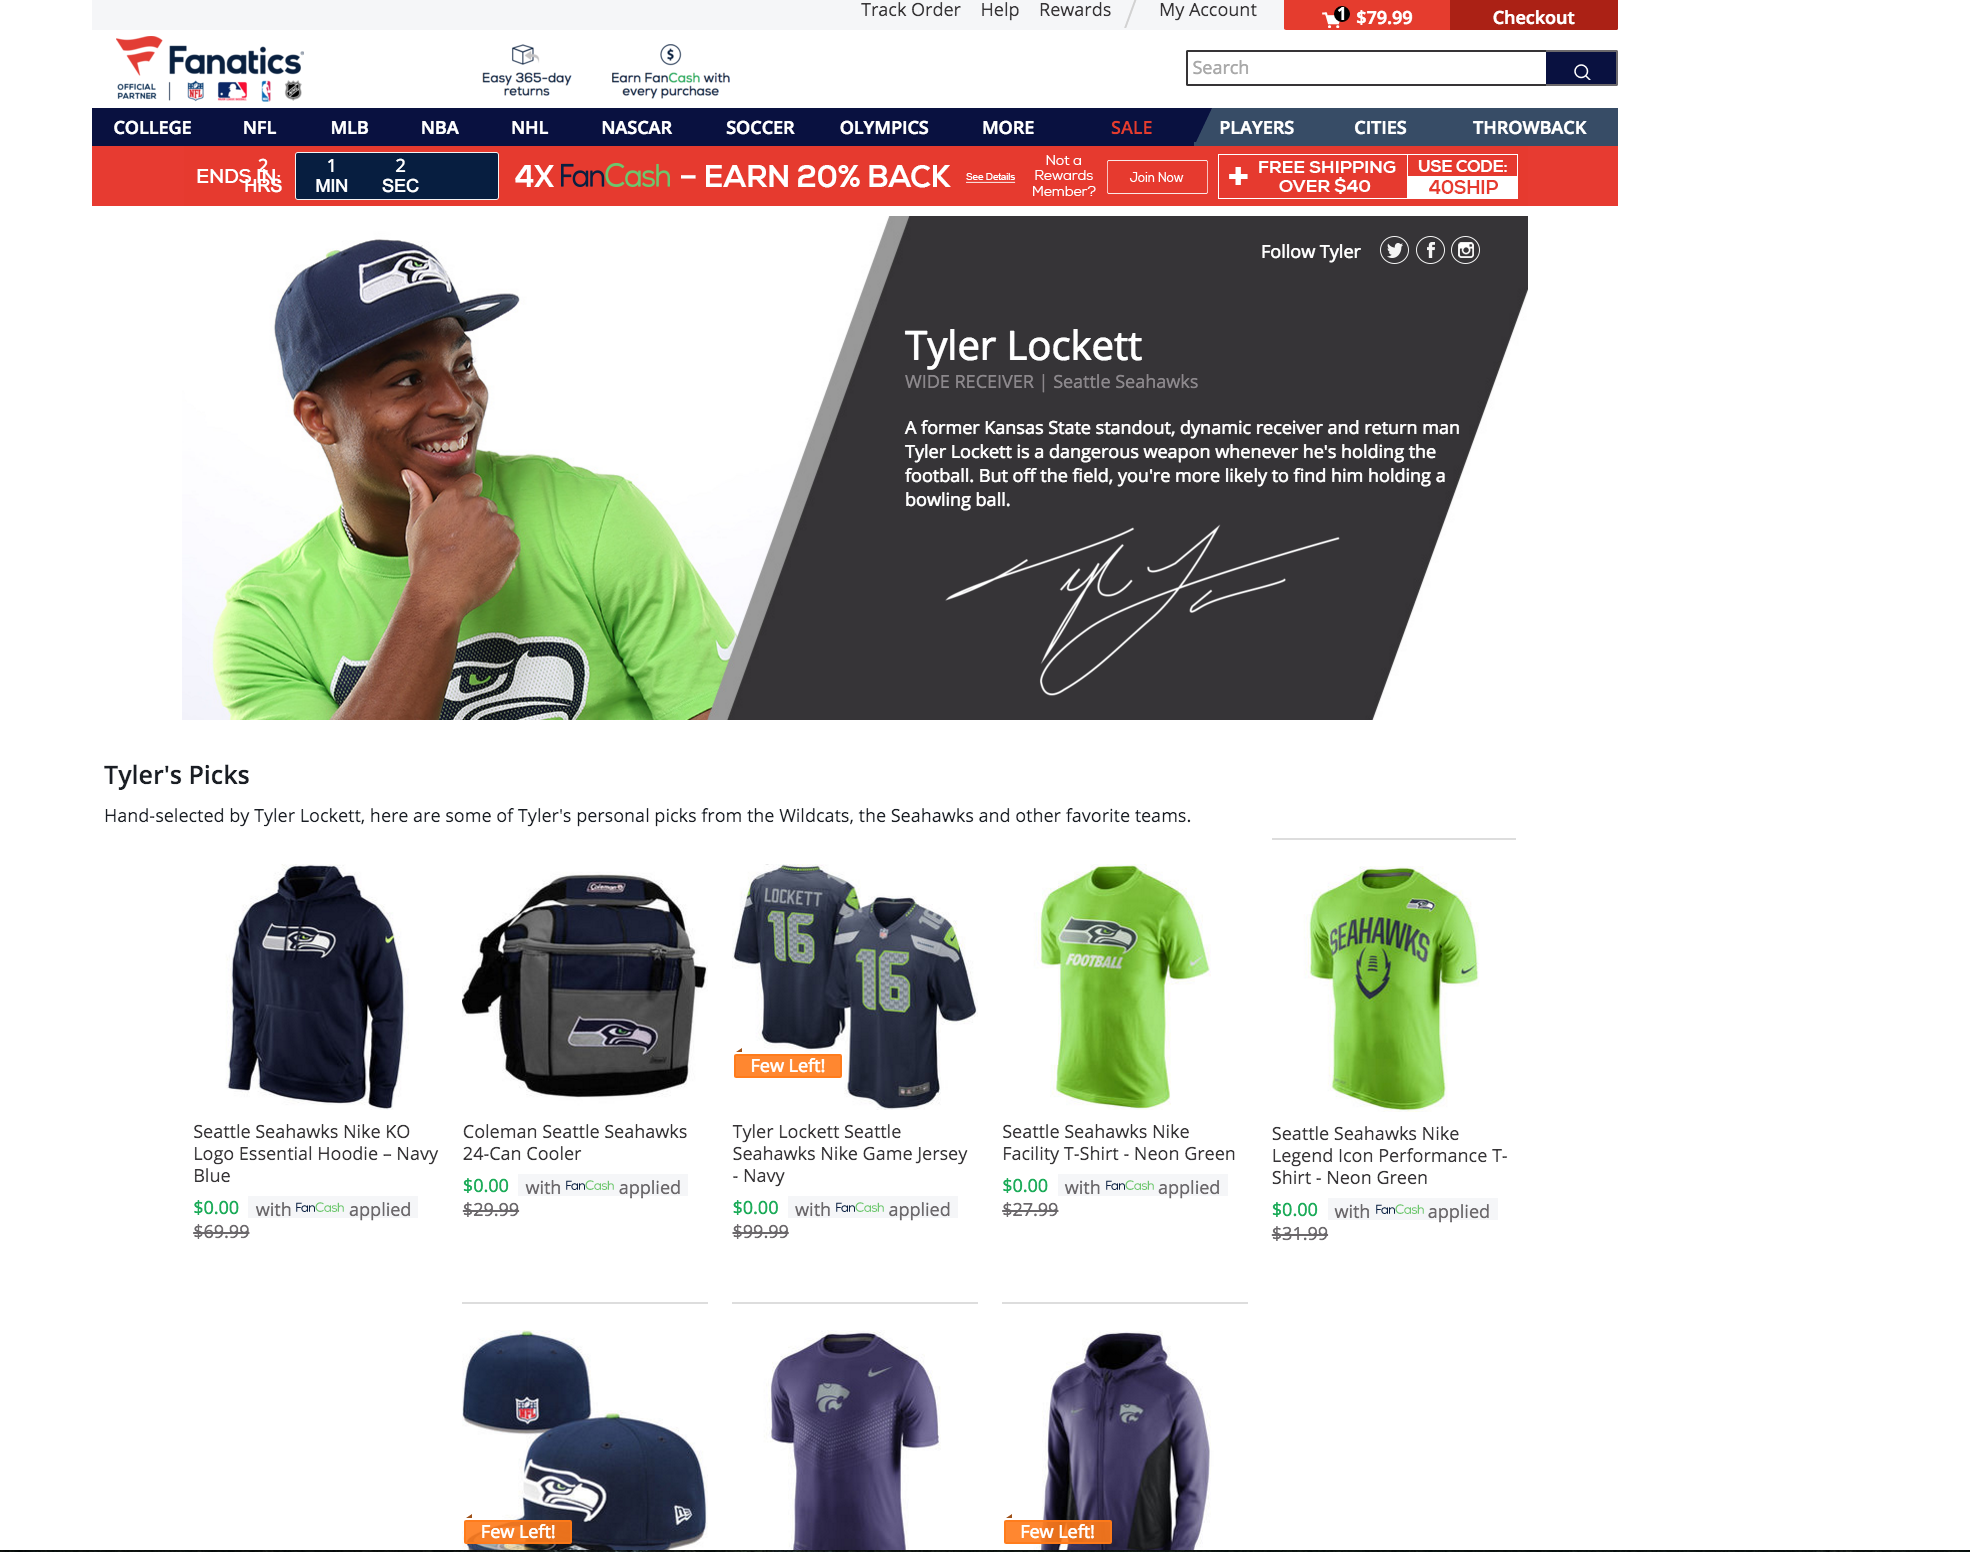 Track Order Help Rewards My Account 1 $79.99 Checkout
Fanatics
OFFICIAL
PARTNER
Easy 365-day
returns
Earn FanCash with
every purchase
Search
COLLEGE NFL MLB NBA NHL NASCAR SOCCER OLYMPICS MORE SALE PLAYERS CITIES THROWBACK
ENDS IN:
2
HRS
1
MIN
2
SEC
4X FanCash – EARN 20% BACK
See Details
Not a
Rewards
Member?
Join Now
FREE SHIPPING
OVER $40
USE CODE:
40SHIP
Follow Tyler
Tyler Lockett
WIDE RECEIVER | Seattle Seahawks
A former Kansas State standout, dynamic receiver and return man
Tyler Lockett is a dangerous weapon whenever he's holding the
football. But off the field, you're more likely to find him holding a
bowling ball.
Tyler's Picks
Hand-selected by Tyler Lockett, here are some of Tyler's personal picks from the Wildcats, the Seahawks and other favorite teams.
Coleman
LOCKETT
16
16
16
FOOTBALL
SEAHAWKS
Few Left!
Seattle Seahawks Nike KO
Logo Essential Hoodie – Navy
Blue
$0.00 with FanCash applied
$69.99
Coleman Seattle Seahawks
24-Can Cooler
$0.00 with FanCash applied
$29.99
Tyler Lockett Seattle
Seahawks Nike Game Jersey
- Navy
$0.00 with FanCash applied
$99.99
Seattle Seahawks Nike
Facility T-Shirt - Neon Green
$0.00 with FanCash applied
$27.99
Seattle Seahawks Nike
Legend Icon Performance T-
Shirt - Neon Green
$0.00 with FanCash applied
$31.99
NFL
Few Left!
Few Left!